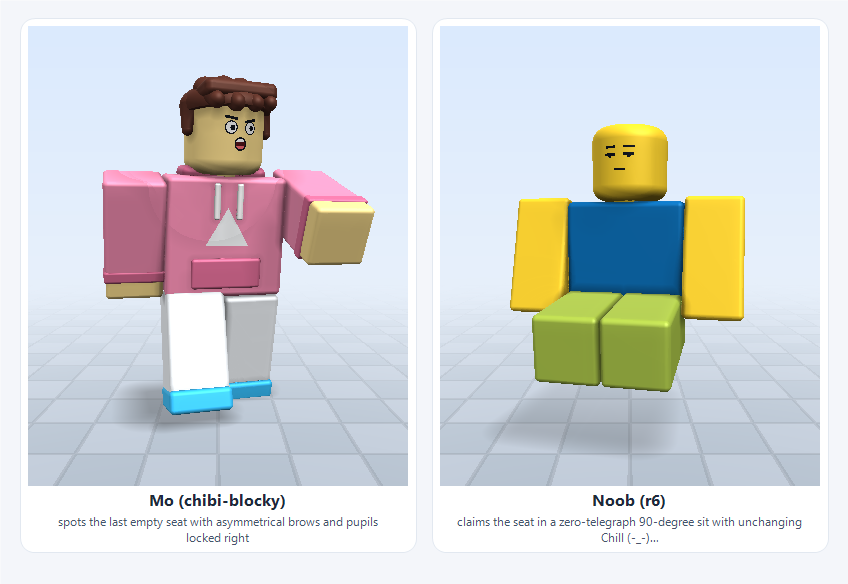 Mo (chibi-blocky)
spots the last empty seat with asymmetrical brows and pupils
locked right
Noob (r6)
claims the seat in a zero-telegraph 90-degree sit with unchanging
Chill (-_-)...